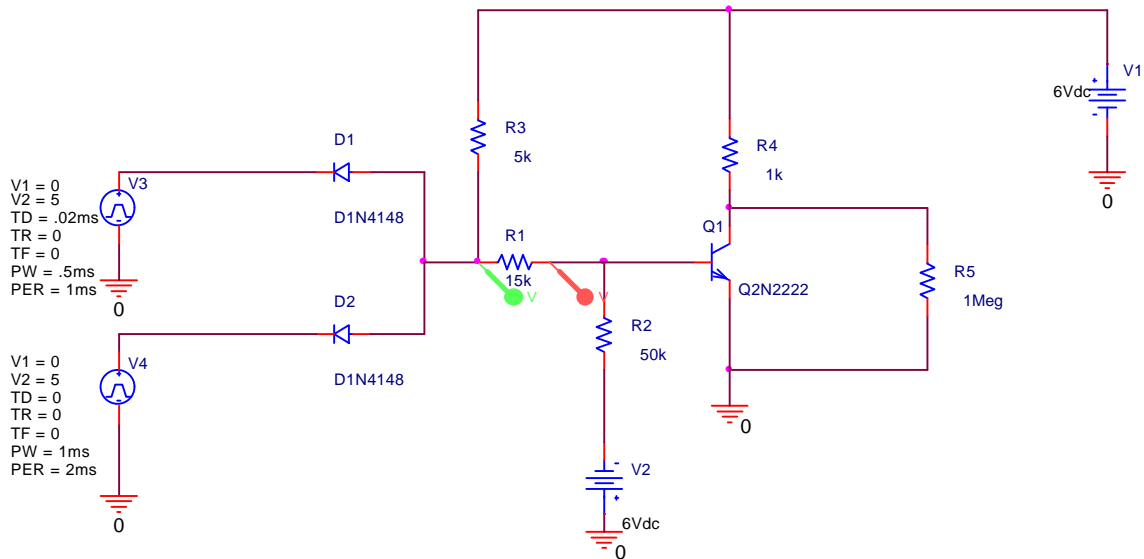 V1
6Vdc
0
R3
5k
R4
1k
D1
D1N4148
V3
V1 = 0
V2 = 5
TD = .02ms
TR = 0
TF = 0
PW = .5ms
PER = 1ms
0
R1
15k
V
V
Q1
Q2N2222
R5
1Meg
D2
D1N4148
R2
50k
V4
V1 = 0
V2 = 5
TD = 0
TR = 0
TF = 0
PW = 1ms
PER = 2ms
0
0
V2
6Vdc
0